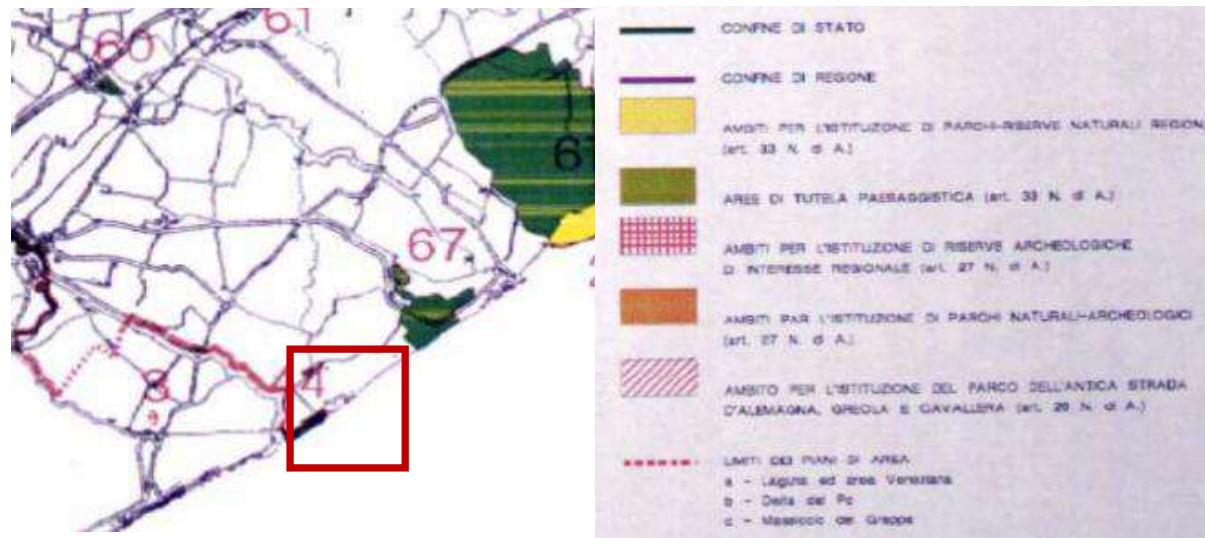 60
61
67
67
4
a
CONFINE DI STATO
CONFINE DI REGIONE
AMBITI PER L'ISTITUZIONE DI PARCHI-RISERVE NATURALI REGION
(art. 33 N. di A.)
AREE DI TUTELA PAESAGGISTICA (art. 33 N. di A.)
AMBITI PER L'ISTITUZIONE DI RISERVE ARCHEOLOGICHE
DI INTERESSE REGIONALE (art. 27 N. di A.)
AMBITI PAR L'ISTITUZIONE DI PARCHI NATURALI-ARCHEOLOGICI
(art. 27 N. di A.)
AMBITO PER L'ISTITUZIONE DEL PARCO DELL'ANTICA STRADA
D'ALEMAGNA, GREOLA E CAVALLERA (art. 29 N. di A.)
LIMITI DEI PIANI DI AREA
a - Laguna ed area Veneziana
b - Delta del Po
c - Massiccio del Grappa